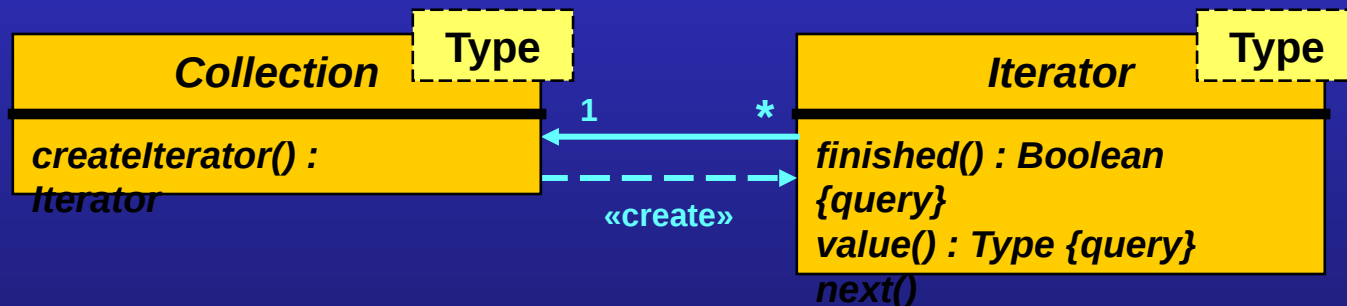 Collection
Type
createIterator() :
Iterator
1
*
«create»
Iterator
Type
finished() : Boolean
{query}
value() : Type {query}
next()